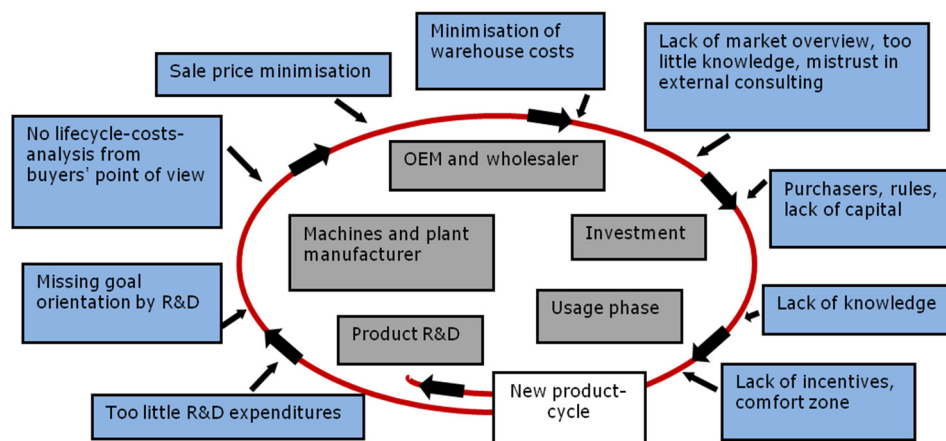 Minimisation of
warehouse costs
Lack of market overview, too
little knowledge, mistrust in
external consulting
Sale price minimisation
No lifecycle-costs-
analysis from
buyers' point of
view
OEM and wholesaler
Purchasers, rules,
lack of capital
Machines and plant
manufacturer
Investment
Missing goal
orientation by R&D
Usage phase
Lack of knowledge
Product R&D
Too little R&D expenditures
New product-
cycle
Lack of incentives,
comfort zone